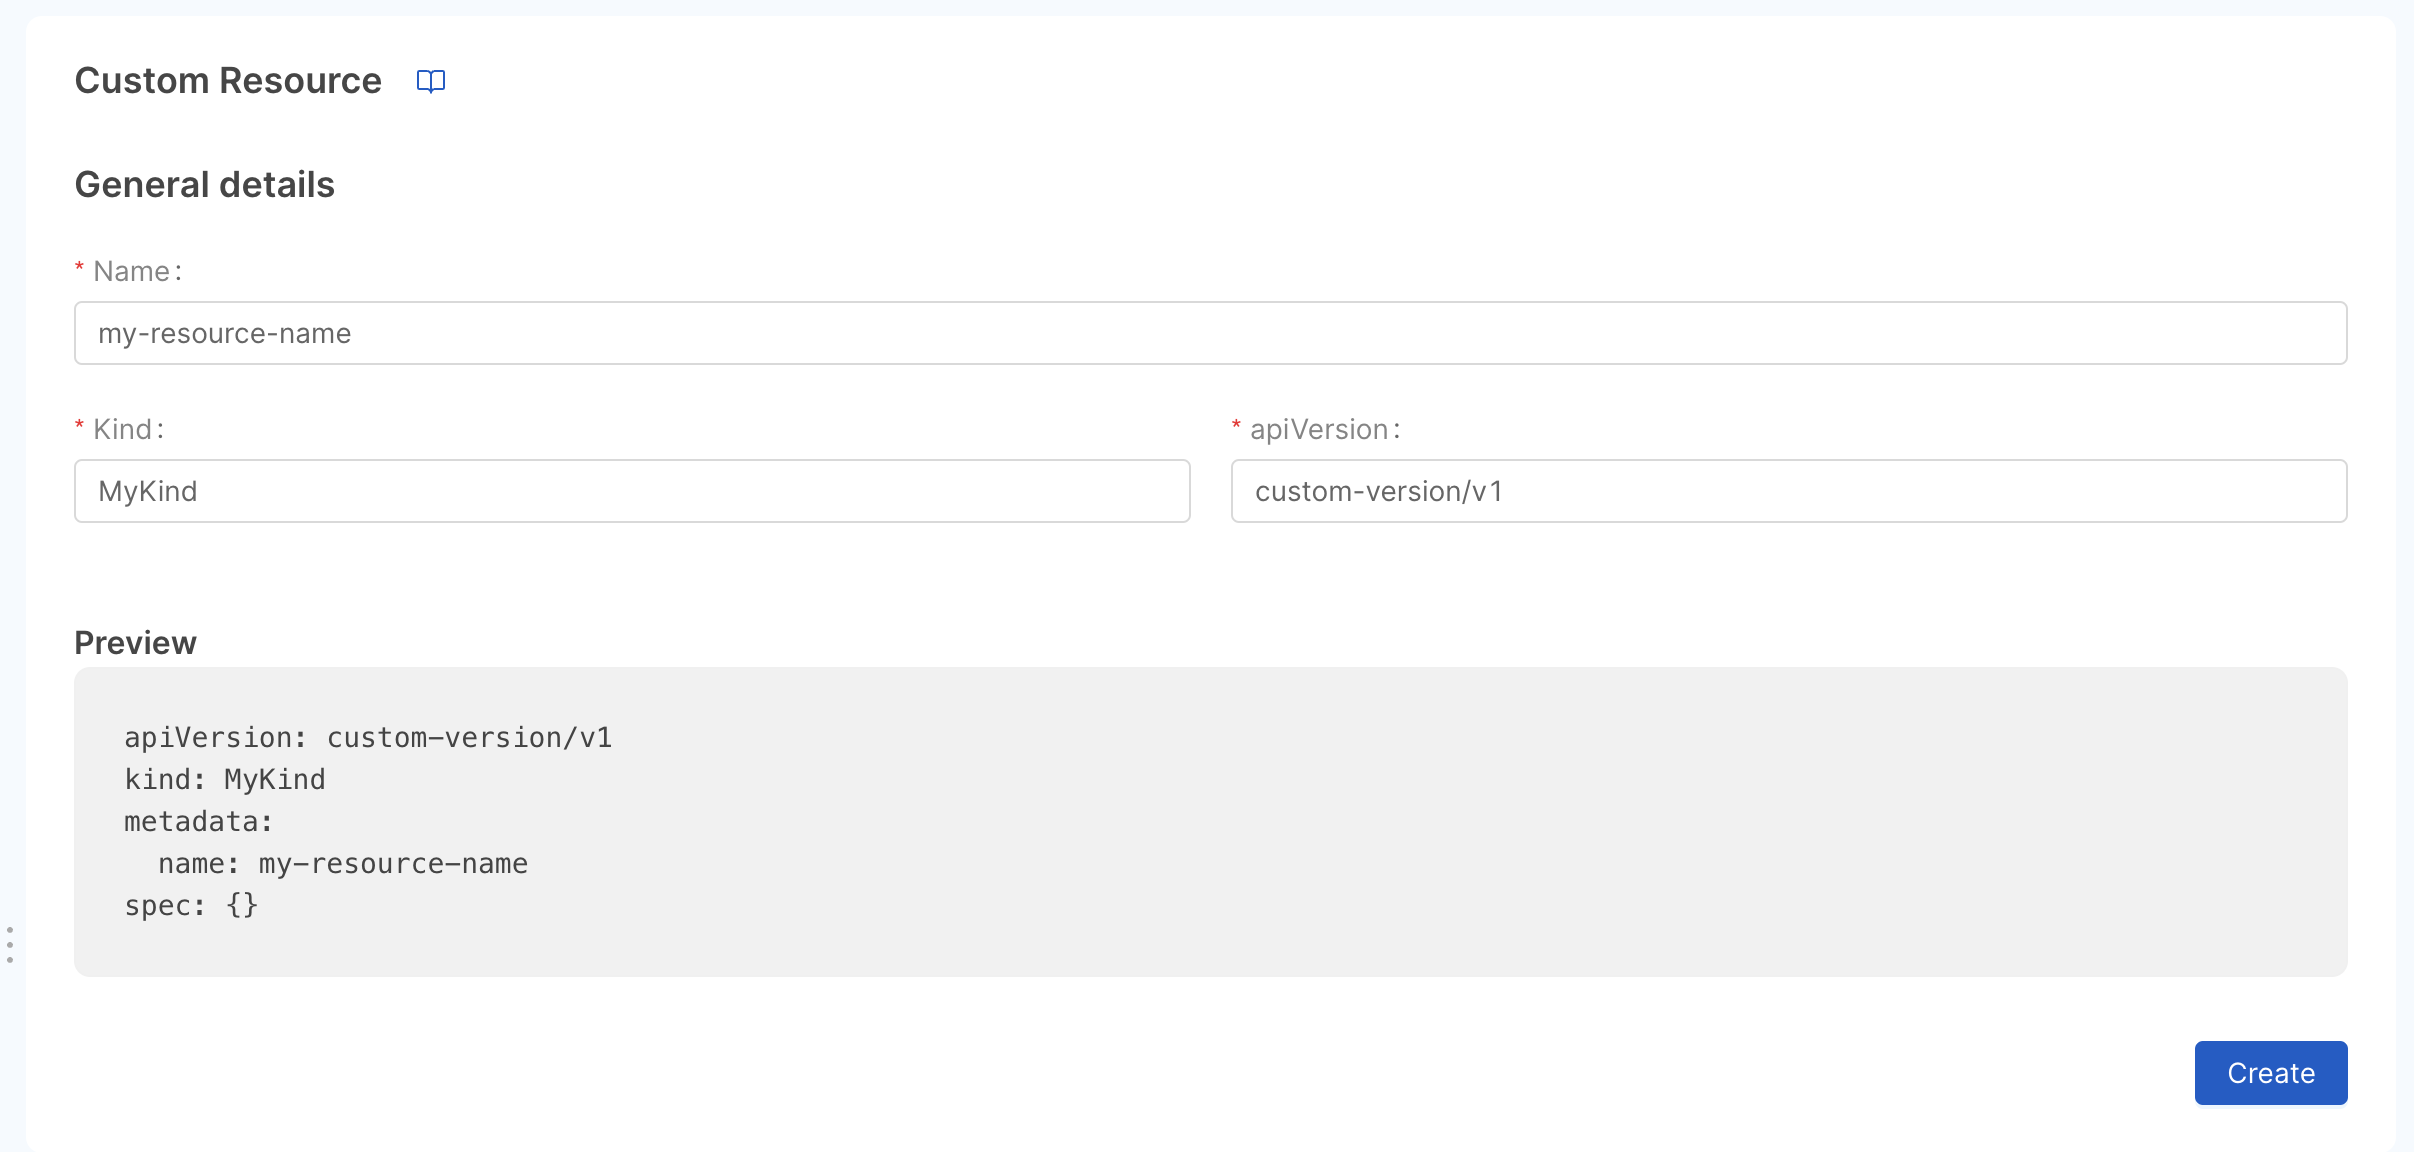 Custom Resource
General details
* Name:
my-resource-name
* Kind:
* apiVersion:
MyKind
custom-version/v1
Preview
apiVersion: custom-version/v1
kind: MyKind
metadata:
  name: my-resource-name
spec: {}
Create